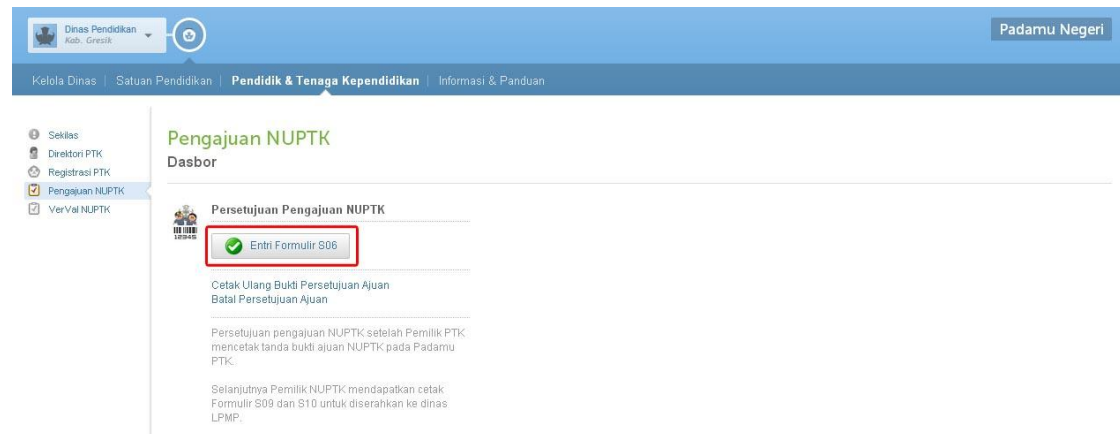 Dinas Pendidikan
Kab. Gresik
Padamu Negeri
Kelola Dinas | Satuan Pendidikan | Pendidik & Tenaga Kependidikan | Informasi & Panduan
Sekilas
Direktori PTK
Registrasi PTK
Pengajuan NUPTK
VerVal NUPTK
Pengajuan NUPTK
Dasbor
Persetujuan Pengajuan NUPTK
12345
Entri Formulir S06
Cetak Ulang Bukti Persetujuan Ajuan
Batal Persetujuan Ajuan
Persetujuan pengajuan NUPTK setelah Pemilik PTK
mencetak tanda bukti ajuan NUPTK pada Padamu
PTK.
Selanjutnya Pemilik NUPTK mendapatkan cetak
Formulir S09 dan S10 untuk diserahkan ke dinas
LPMP.